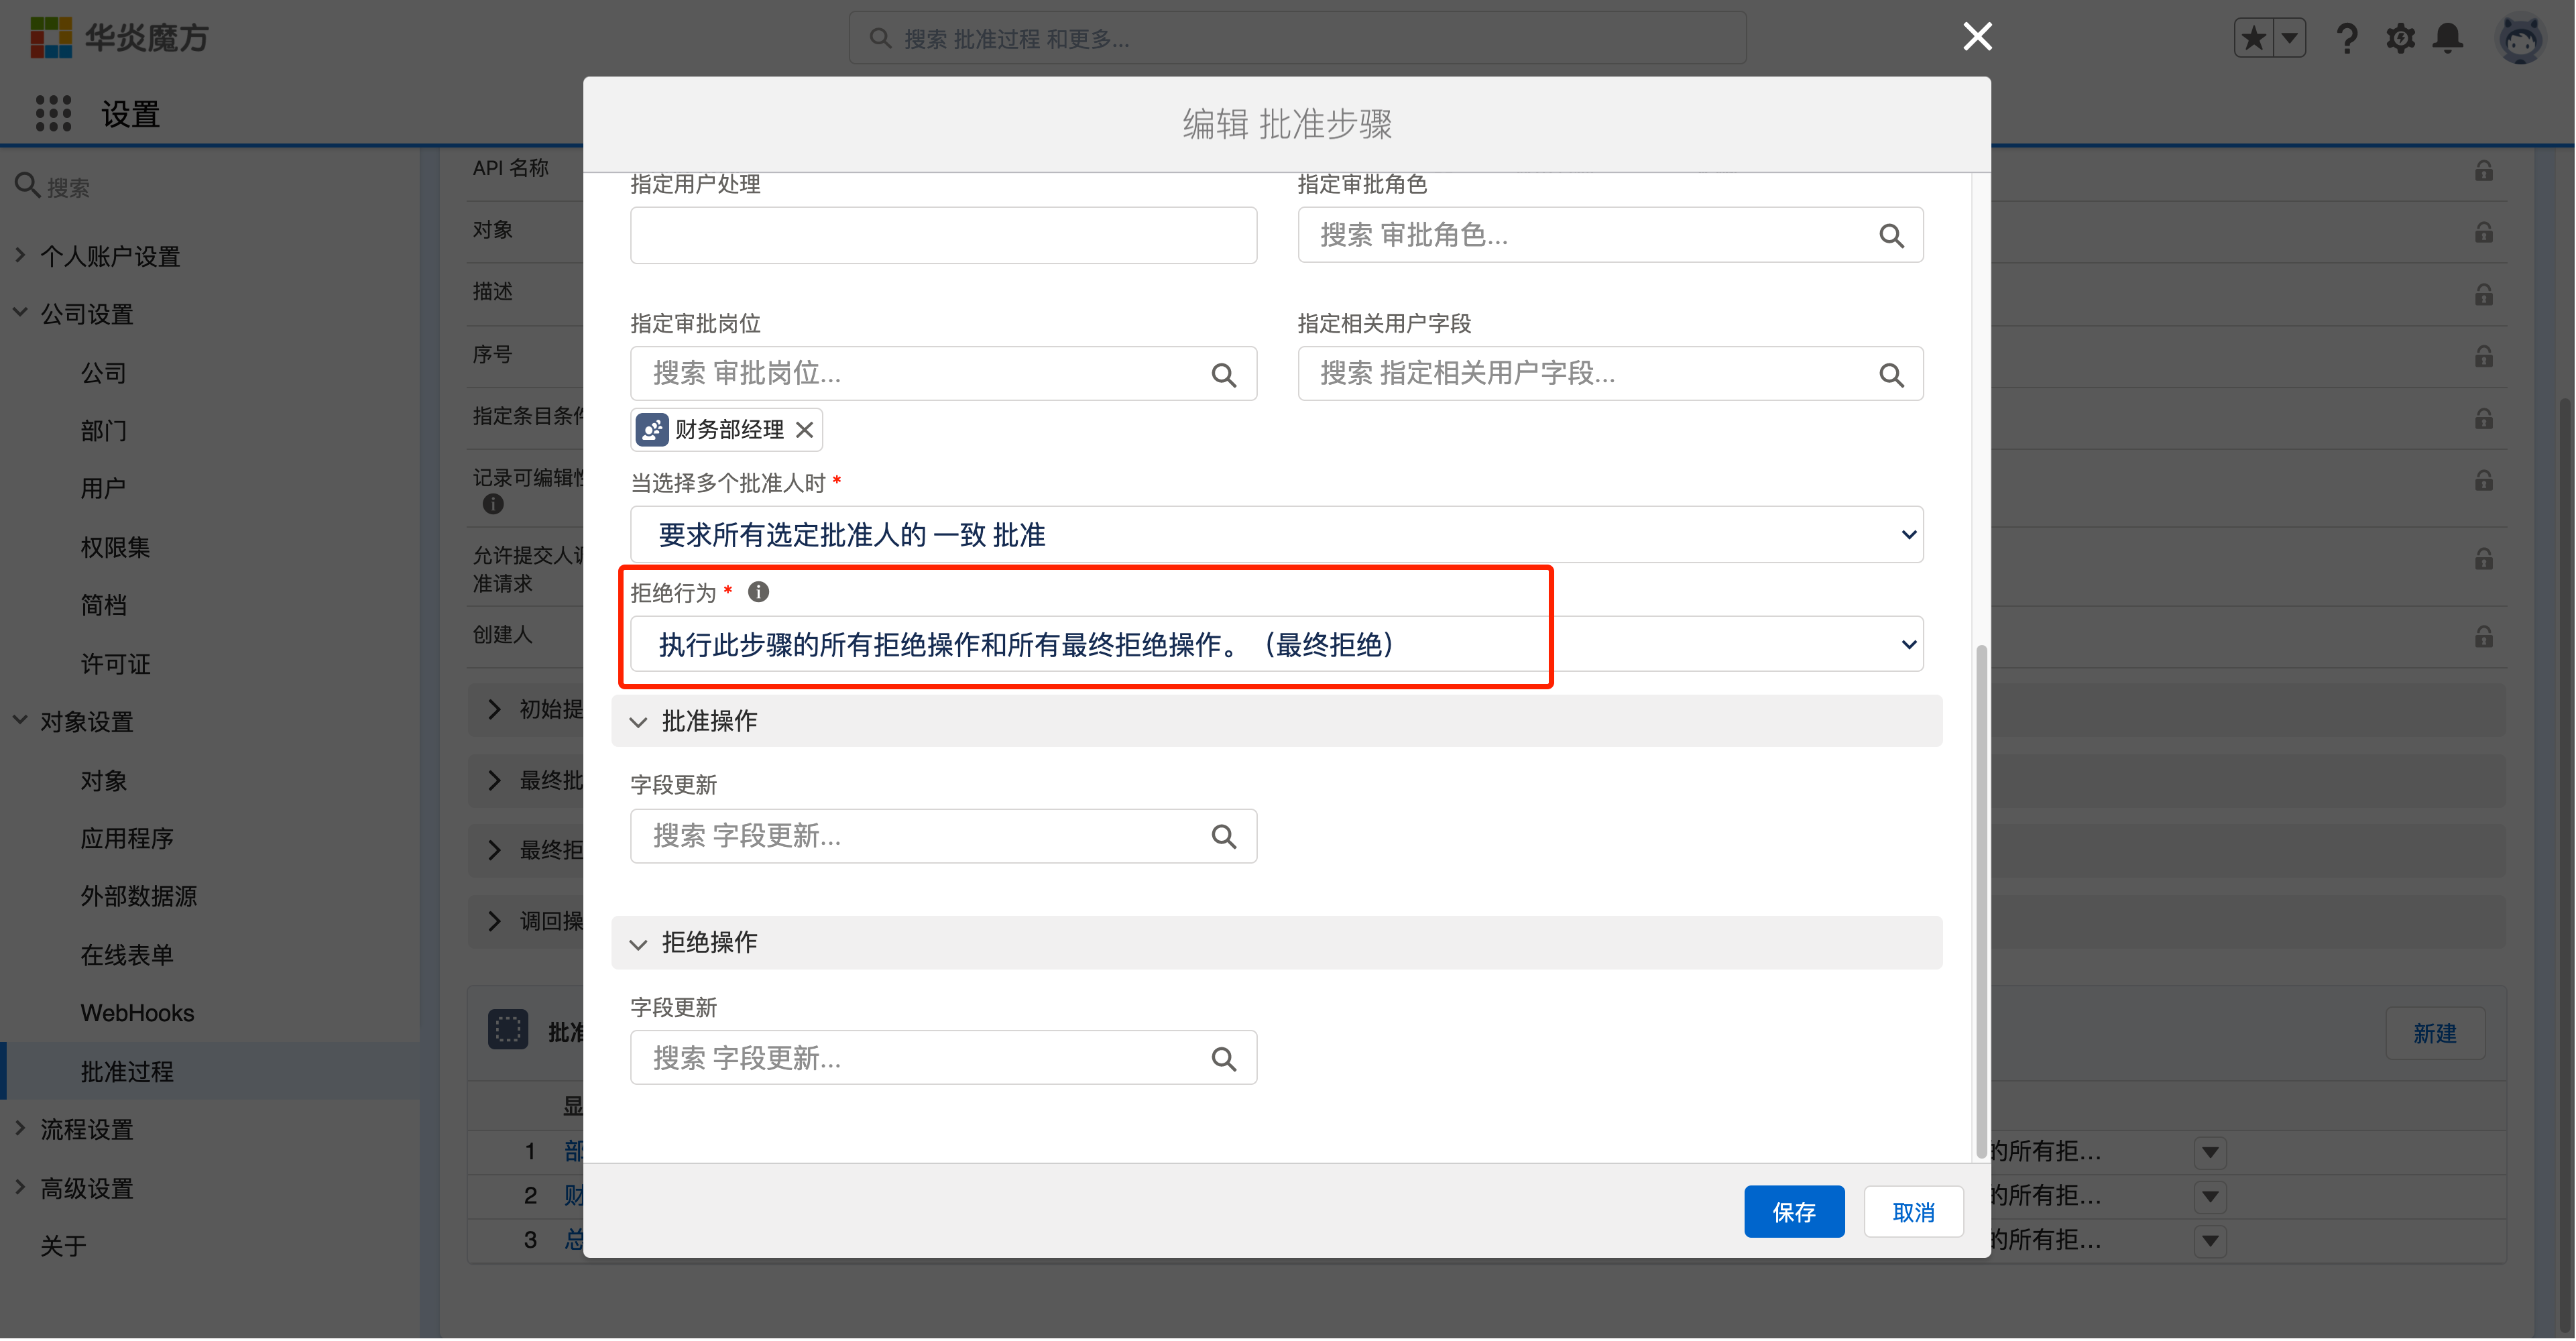 华炎魔方
搜索 批准过程 和更多...
设置
搜索
个人账户设置
公司设置
公司
部门
用户
权限集
简档
许可证
对象设置
对象
应用程序
外部数据源
在线表单
WebHooks
批准过程
流程设置
高级设置
关于
API 名称
对象
描述
序号
指定条目条件
记录可编辑性
允许提交人调
准请求
创建人
初始提
最终批
最终拒
调回操
批准
新建
显
1 部
2 财
3 总
的所有拒...
的所有拒...
的所有拒...
编辑 批准步骤
指定用户处理
指定审批角色
搜索 审批角色...
指定审批岗位
搜索 审批岗位...
财务部经理
指定相关用户字段
搜索 指定相关用户字段...
当选择多个批准人时 *
要求所有选定批准人的 一致 批准
拒绝行为 *
执行此步骤的所有拒绝操作和所有最终拒绝操作。（最终拒绝）
批准操作
字段更新
搜索 字段更新...
拒绝操作
字段更新
搜索 字段更新...
保存
取消